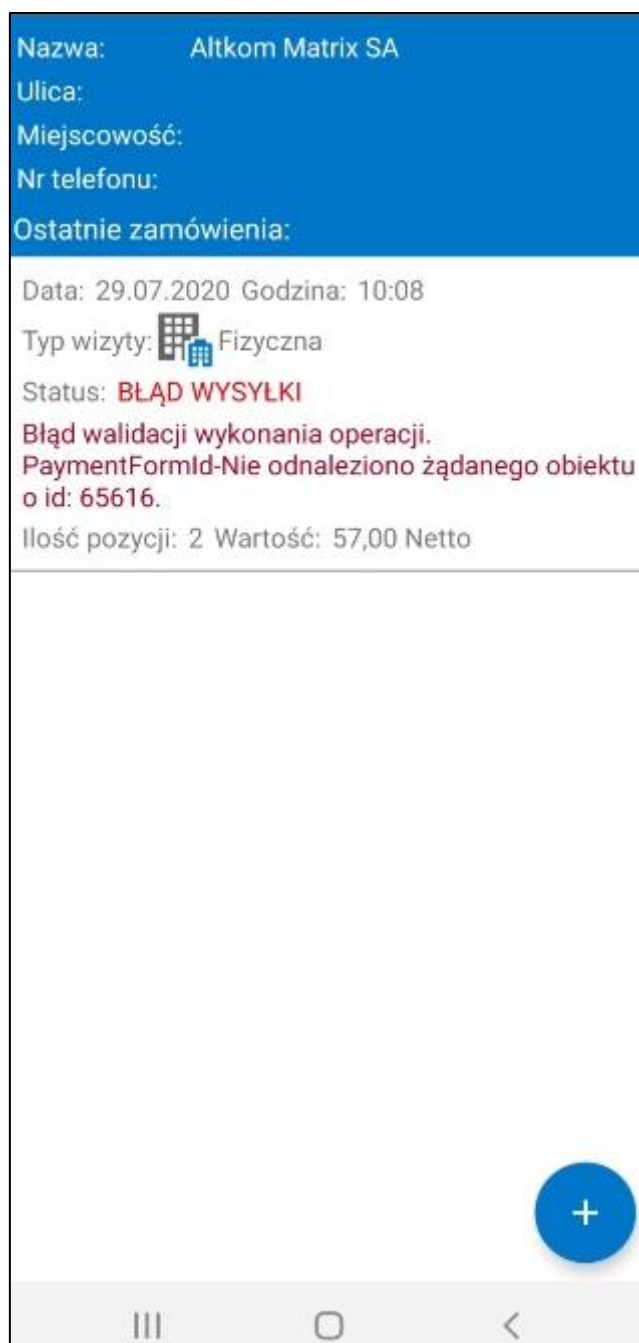 Nazwa: Altkom Matrix SA
Ulica:
Miejscowość:
Nr telefonu:
Ostatnie zamówienia:
Data: 29.07.2020 Godzina: 10:08
Typ wizyty: Fizyczna
Status: BŁĄD WYSYŁKI
Błąd walidacji wykonania operacji.
PaymentFormId-Nie odnaleziono żądanego obiektu
o id: 65616.
Ilość pozycji: 2 Wartość: 57,00 Netto
+